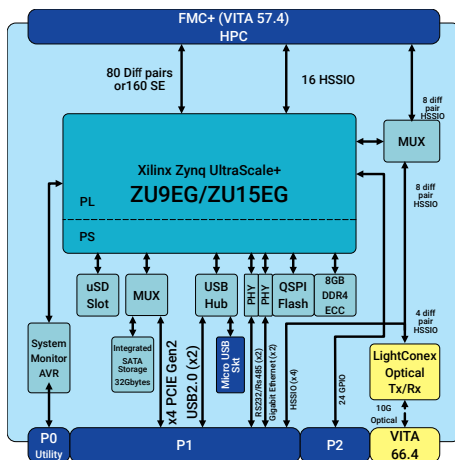 FMC+ (VITA 57.4)
HPC
80 Diff pairs
or160 SE
16 HSSIO
8 diff
pair
HSSIO
MUX
Xilinx Zynq UltraScale+
ZU9EG/ZU15EG
PL
PS
8 diff
pair
HSSIO
uSD
Slot
MUX
USB
Hub
PHY
PHY
QSPI
Flash
8GB
DDR4
ECC
4 diff
pair
HSSIO
System
Monitor
AVR
Integrated
SATA
Storage
32Gbytes
x4 PCIE Gen2
USB2.0 (x2)
Micro USB
Skt
RS232/Rs485 (x2)
Gigabit Ethernet (x2)
HSSIO (x4)
24 GPIO
LightConex
Optical
Tx/Rx
10G
Optical
P0
Utility
P1
P2
VITA
66.4